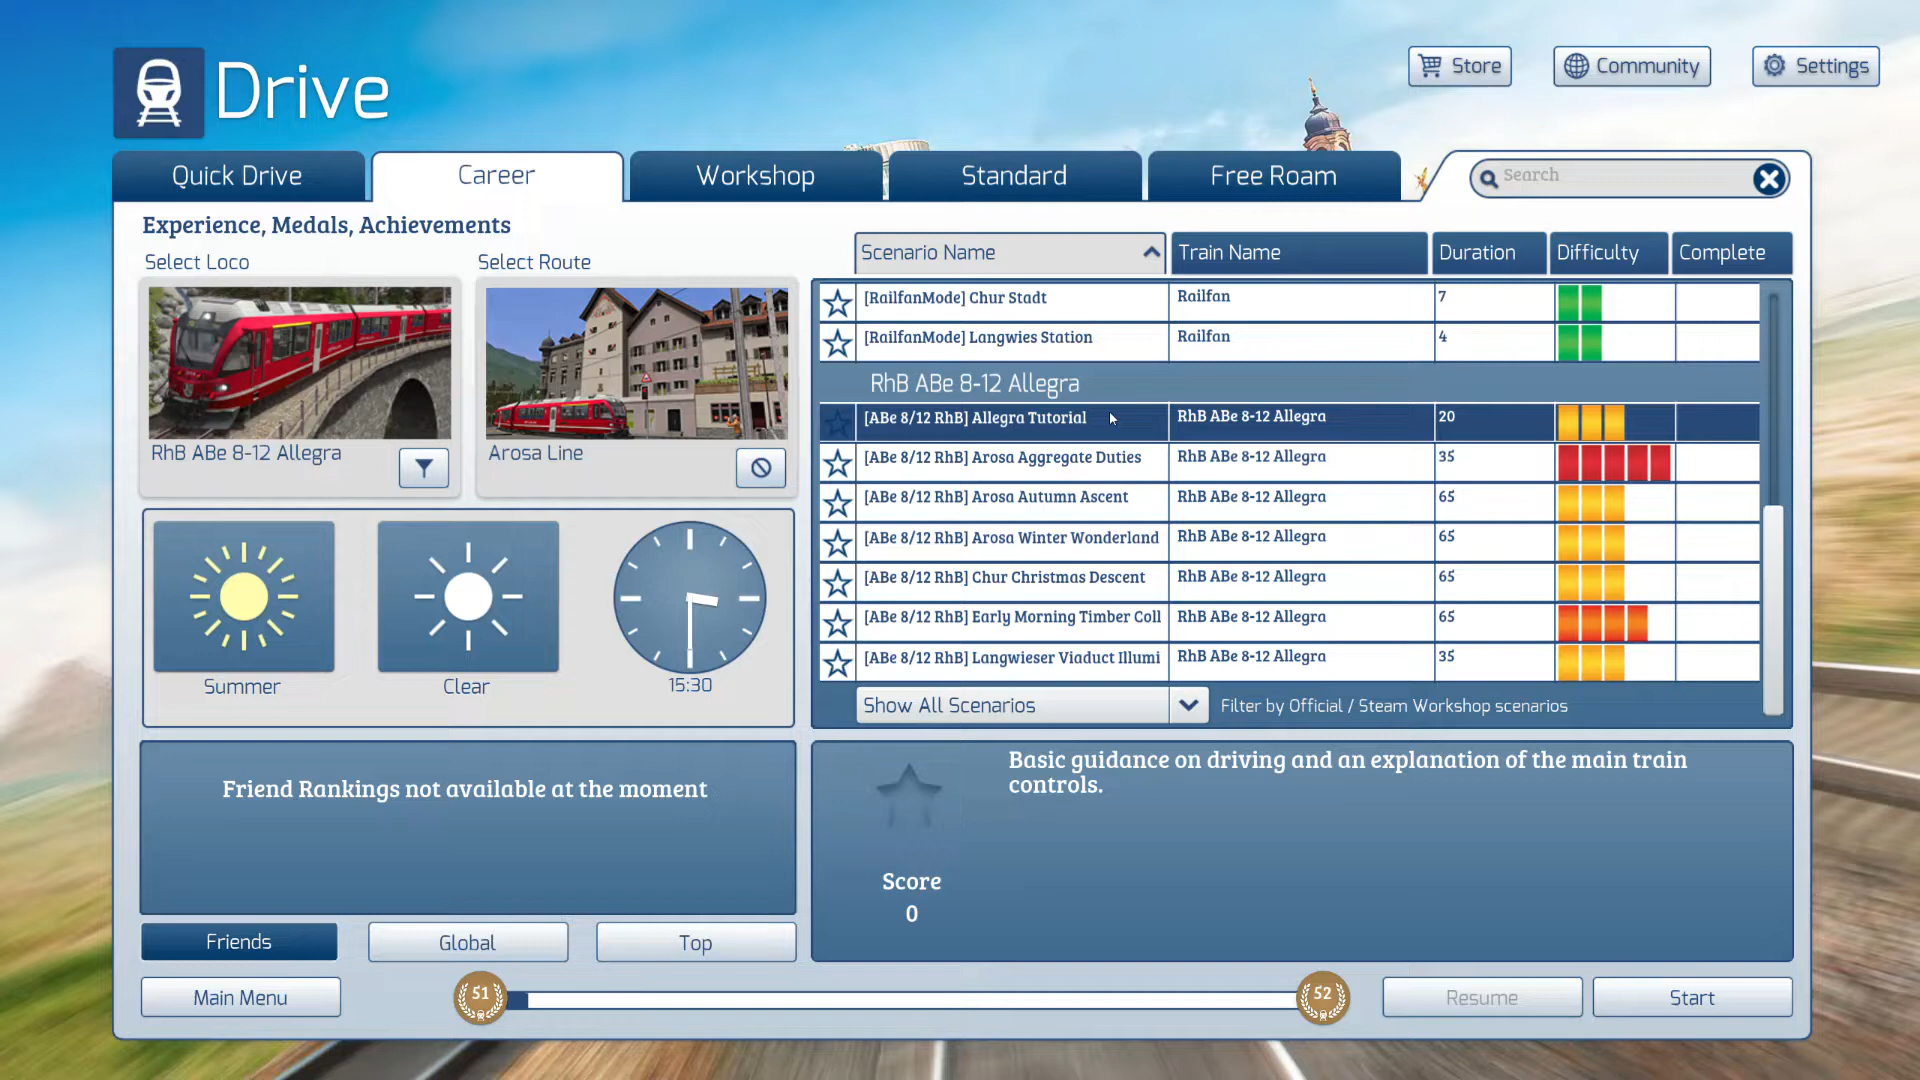 Drive
Store
Community
Settings
Quick Drive
Career
Workshop
Standard
Free Roam
Search
Experience, Medals, Achievements
Select Loco
Select Route
RhB ABe 8-12 Allegra
Arosa Line
Summer
Clear
15:30
Scenario Name
Train Name
Duration
Difficulty
Complete
[RailfanMode] Chur Stadt
Railfan
7
[RailfanMode] Langwies Station
Railfan
4
RhB ABe 8-12 Allegra
[ABe 8/12 RhB] Allegra Tutorial
RhB ABe 8-12 Allegra
20
[ABe 8/12 RhB] Arosa Aggregate Duties
RhB ABe 8-12 Allegra
35
[ABe 8/12 RhB] Arosa Autumn Ascent
RhB ABe 8-12 Allegra
65
[ABe 8/12 RhB] Arosa Winter Wonderland
RhB ABe 8-12 Allegra
65
[ABe 8/12 RhB] Chur Christmas Descent
RhB ABe 8-12 Allegra
65
[ABe 8/12 RhB] Early Morning Timber Coll
RhB ABe 8-12 Allegra
65
[ABe 8/12 RhB] Langwieser Viaduct Illumi
RhB ABe 8-12 Allegra
35
Show All Scenarios
Filter by Official / Steam Workshop scenarios
Friend Rankings not available at the moment
Basic guidance on driving and an explanation of the main train
controls.
Score
0
Friends
Global
Top
Main Menu
51
52
Resume
Start